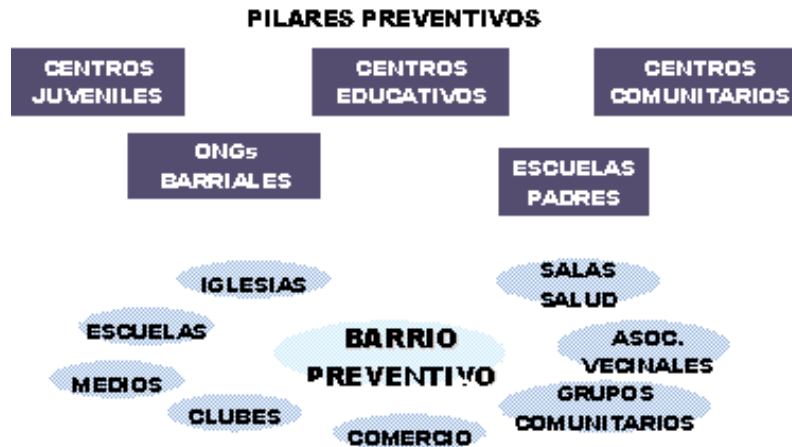 PILARES PREVENTIVOS
CENTROS
JUVENILES
CENTROS
EDUCATIVOS
CENTROS
COMUNITARIOS
ONGs
BARRIALES
ESCUELAS
PADRES
IGLESIAS
SALAS
SALUD
ESCUELAS
BARRIO
PREVENTIVO
ASOC.
VECINALES
MEDIOS
CLUBES
GRUPOS
COMUNITARIOS
COMERCIO